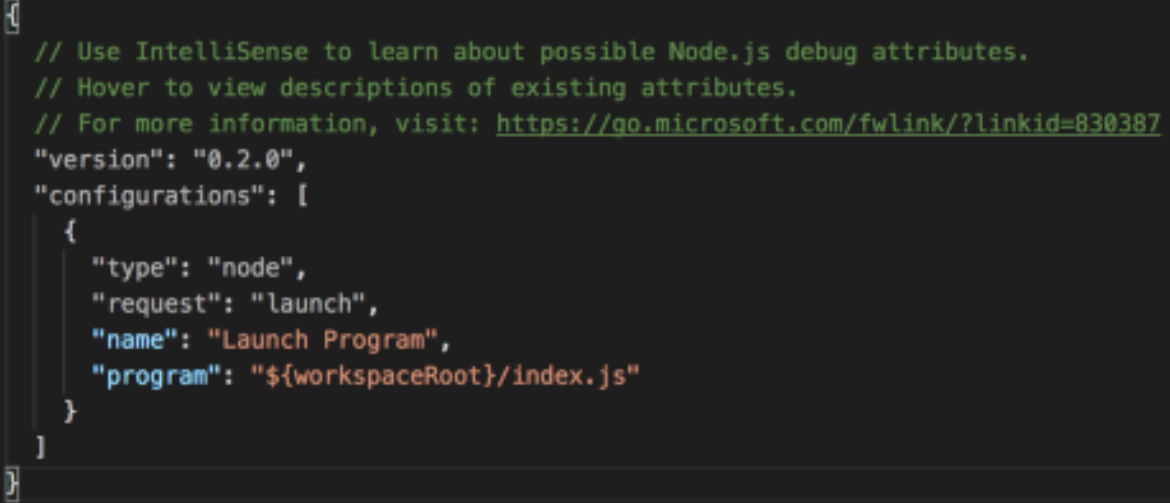 {
// Use IntelliSense to learn about possible Node.js debug attributes.
// Hover to view descriptions of existing attributes.
// For more information, visit: https://go.microsoft.com/fwlink/?linkid=830387
"version": "0.2.0",
"configurations": [
{
"type": "node",
"request": "launch",
"name": "Launch Program",
"program": "${workspaceRoot}/index.js"
}
]
}